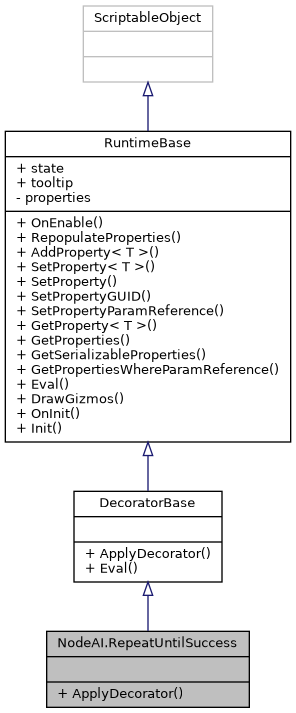 ScriptableObject
RuntimeBase
+ state
+ tooltip
- properties
+ OnEnable()
+ RepopulateProperties()
+ AddProperty< T >()
+ SetProperty< T >()
+ SetProperty()
+ SetPropertyGUID()
+ SetPropertyParamReference()
+ GetProperty< T >()
+ GetProperties()
+ GetSerializableProperties()
+ GetPropertiesWhereParamReference()
+ Eval()
+ DrawGizmos()
+ OnInit()
+ Init()
DecoratorBase
+ ApplyDecorator()
+ Eval()
NodeAI.RepeatUntilSuccess
+ ApplyDecorator()